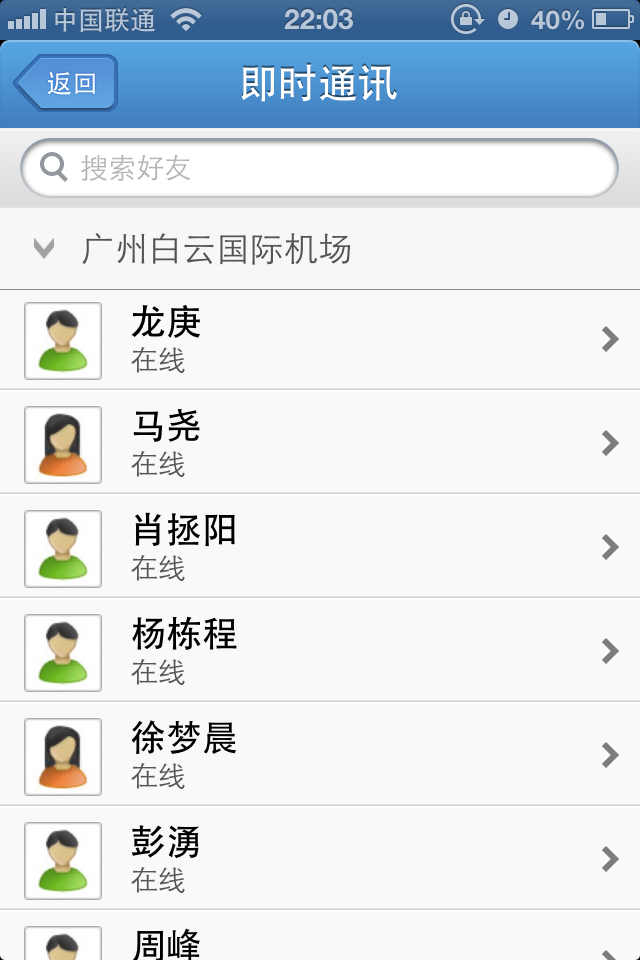 中国联通 22:03 40%
返回 即时通讯
搜索好友
广州白云国际机场
龙庚
在线
马尧
在线
肖拯阳
在线
杨栋程
在线
徐梦晨
在线
彭湧
在线
周峰